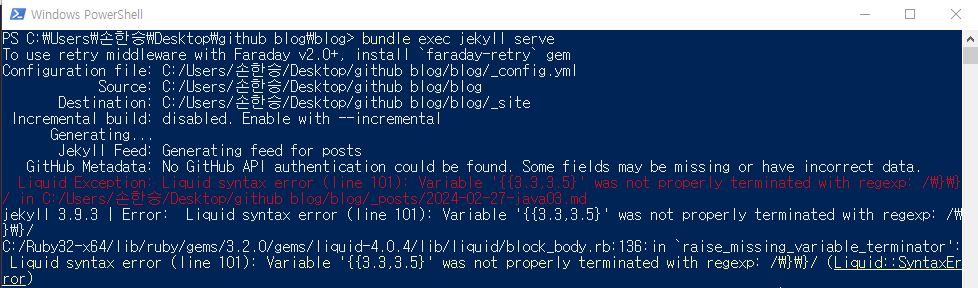 Windows PowerShell
PS C:₩Users₩손한승₩Desktop₩github blog₩blog> bundle exec jekyll serve
To use retry middleware with Faraday v2.0+, install `faraday-retry` gem
Configuration file: C:/Users/손한승/Desktop/github blog/blog/_config.yml
Source: C:/Users/손한승/Desktop/github blog/blog
Destination: C:/Users/손한승/Desktop/github blog/blog/_site
Incremental build: disabled. Enable with --incremental
Generating...
Jekyll Feed: Generating feed for posts
GitHub Metadata: No GitHub API authentication could be found. Some fields may be missing or have incorrect data.
Liquid Exception: Liquid syntax error (line 101): Variable '{{3.3,3.5}' was not properly terminated with regexp: /₩}₩}
/ in C:/Users/손한승/Desktop/github blog/blog/_posts/2024-02-27-java03.md
jekyll 3.9.3 | Error:  Liquid syntax error (line 101): Variable '{{3.3,3.5}' was not properly terminated with regexp: /₩
}₩}/
C:/Ruby32-x64/lib/ruby/gems/3.2.0/gems/liquid-4.0.4/lib/liquid/block_body.rb:136:in `raise_missing_variable_terminator':
Liquid syntax error (line 101): Variable '{{3.3,3.5}' was not properly terminated with regexp: /₩}₩}/ (Liquid::SyntaxEr
ror)